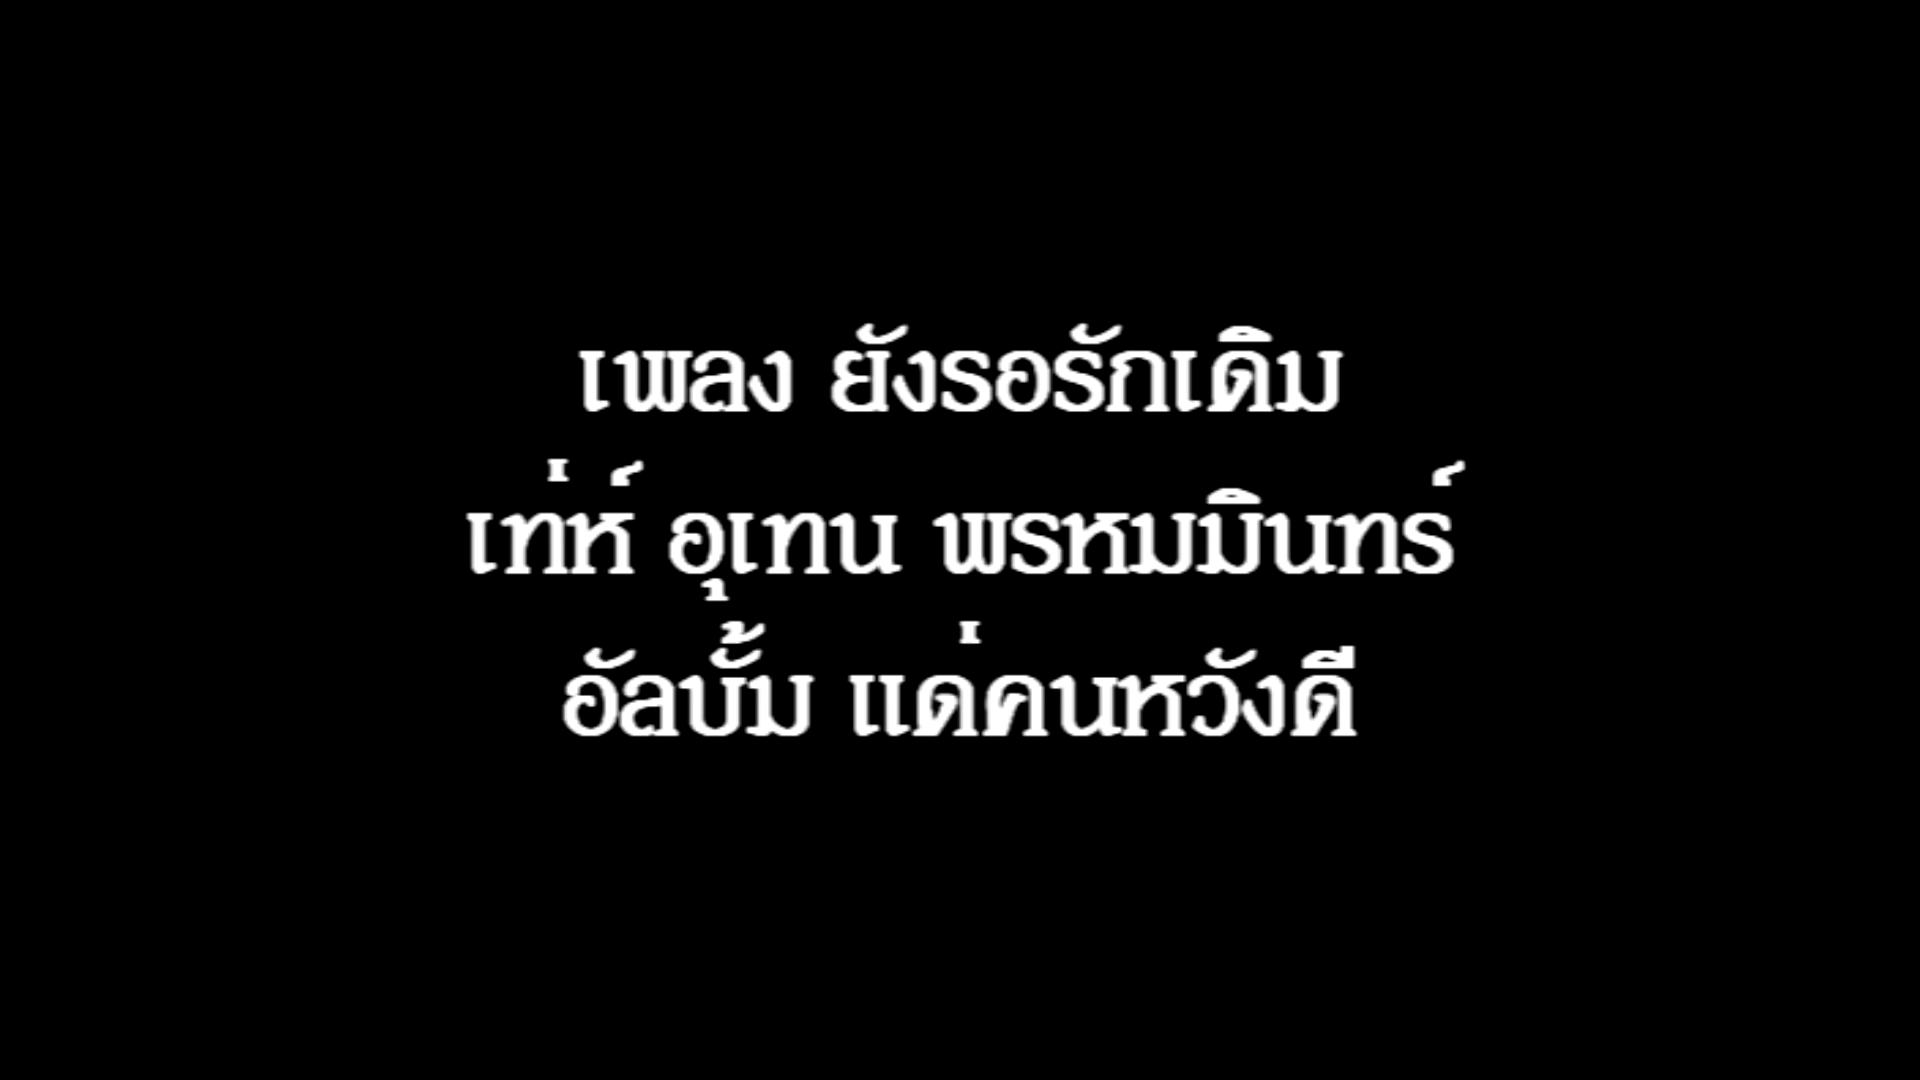 เพลง ยังรอรักเดิม
เท่ห์ อุเทน พรหมมินทร์
อัลบั้ม แด่คนหวังดี